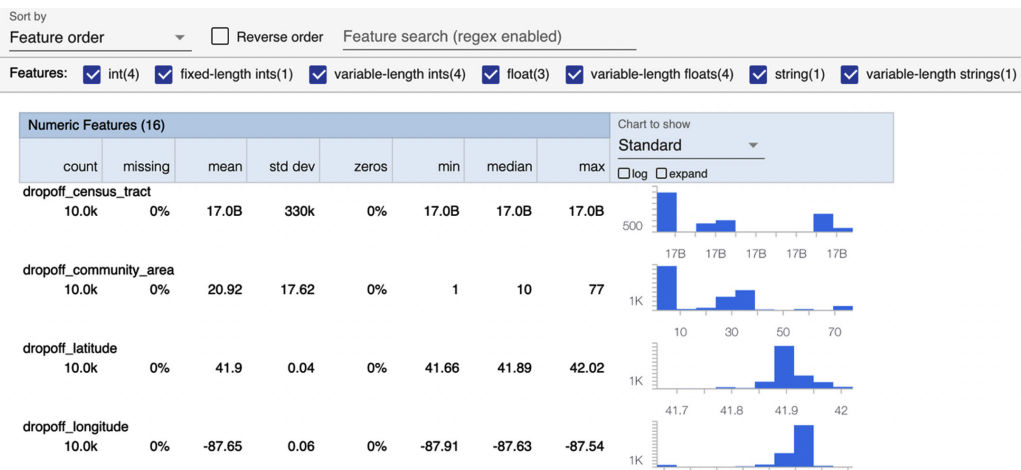 Sort by
Feature order
Reverse order
Feature search (regex enabled)
Features: int(4) fixed-length ints(1) variable-length ints(4) float(3) variable-length floats(4) string(1) variable-length strings(1)
Numeric Features (16)
Chart to show
Standard
count missing mean std dev zeros min median max
log expand
dropoff_census_tract
10.0k 0% 17.0B 330k 0% 17.0B 17.0B 17.0B
500
17B 17B 17B 17B 17B
dropoff_community_area
10.0k 0% 20.92 17.62 0% 1 10 77
1K
10 30 50 70
dropoff_latitude
10.0k 0% 41.9 0.04 0% 41.66 41.89 42.02
1K
41.7 41.8 41.9 42
dropoff_longitude
10.0k 0% -87.65 0.06 0% -87.91 -87.63 -87.54
1K